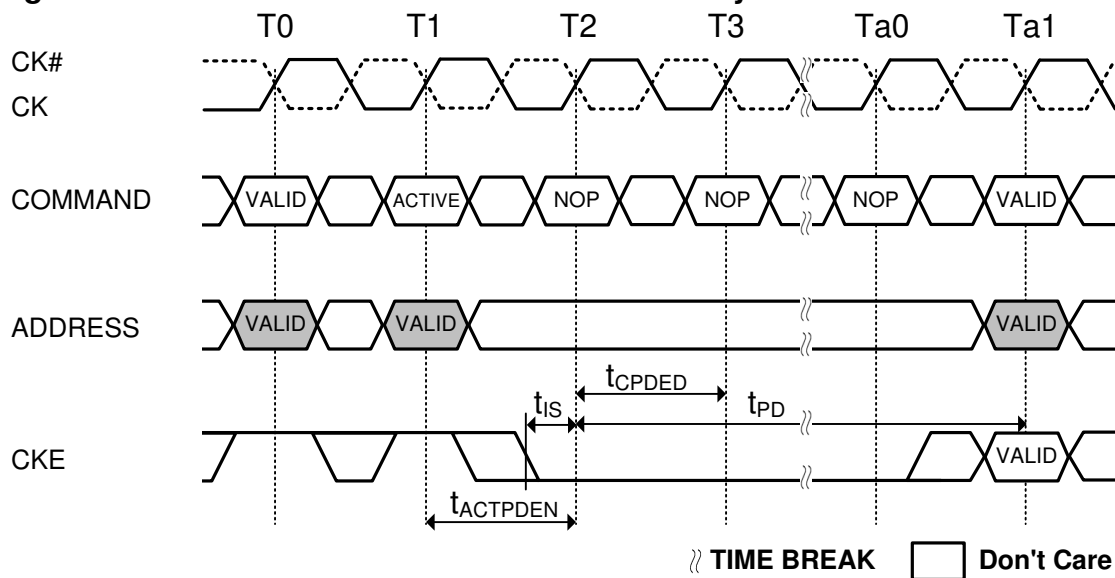 T0 T1 T2 T3 Ta0 Ta1
CK#
CK
COMMAND VALID ACTIVE NOP NOP NOP VALID
ADDRESS VALID VALID VALID
tCPDED
tIS tPD
CKE VALID
tACTPDEN
TIME BREAK Don't Care